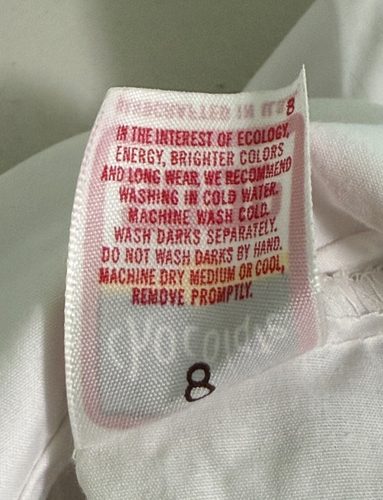 8
IN THE INTEREST OF ECOLOGY,
ENERGY, BRIGHTER COLORS
AND LONG WEAR, WE RECOMMEND
WASHING IN COLD WATER.
MACHINE WASH COLD.
WASH DARKS SEPARATELY.
DO NOT WASH DARKS BY HAND.
MACHINE DRY MEDIUM OR COOL,
REMOVE PROMPTLY.
8